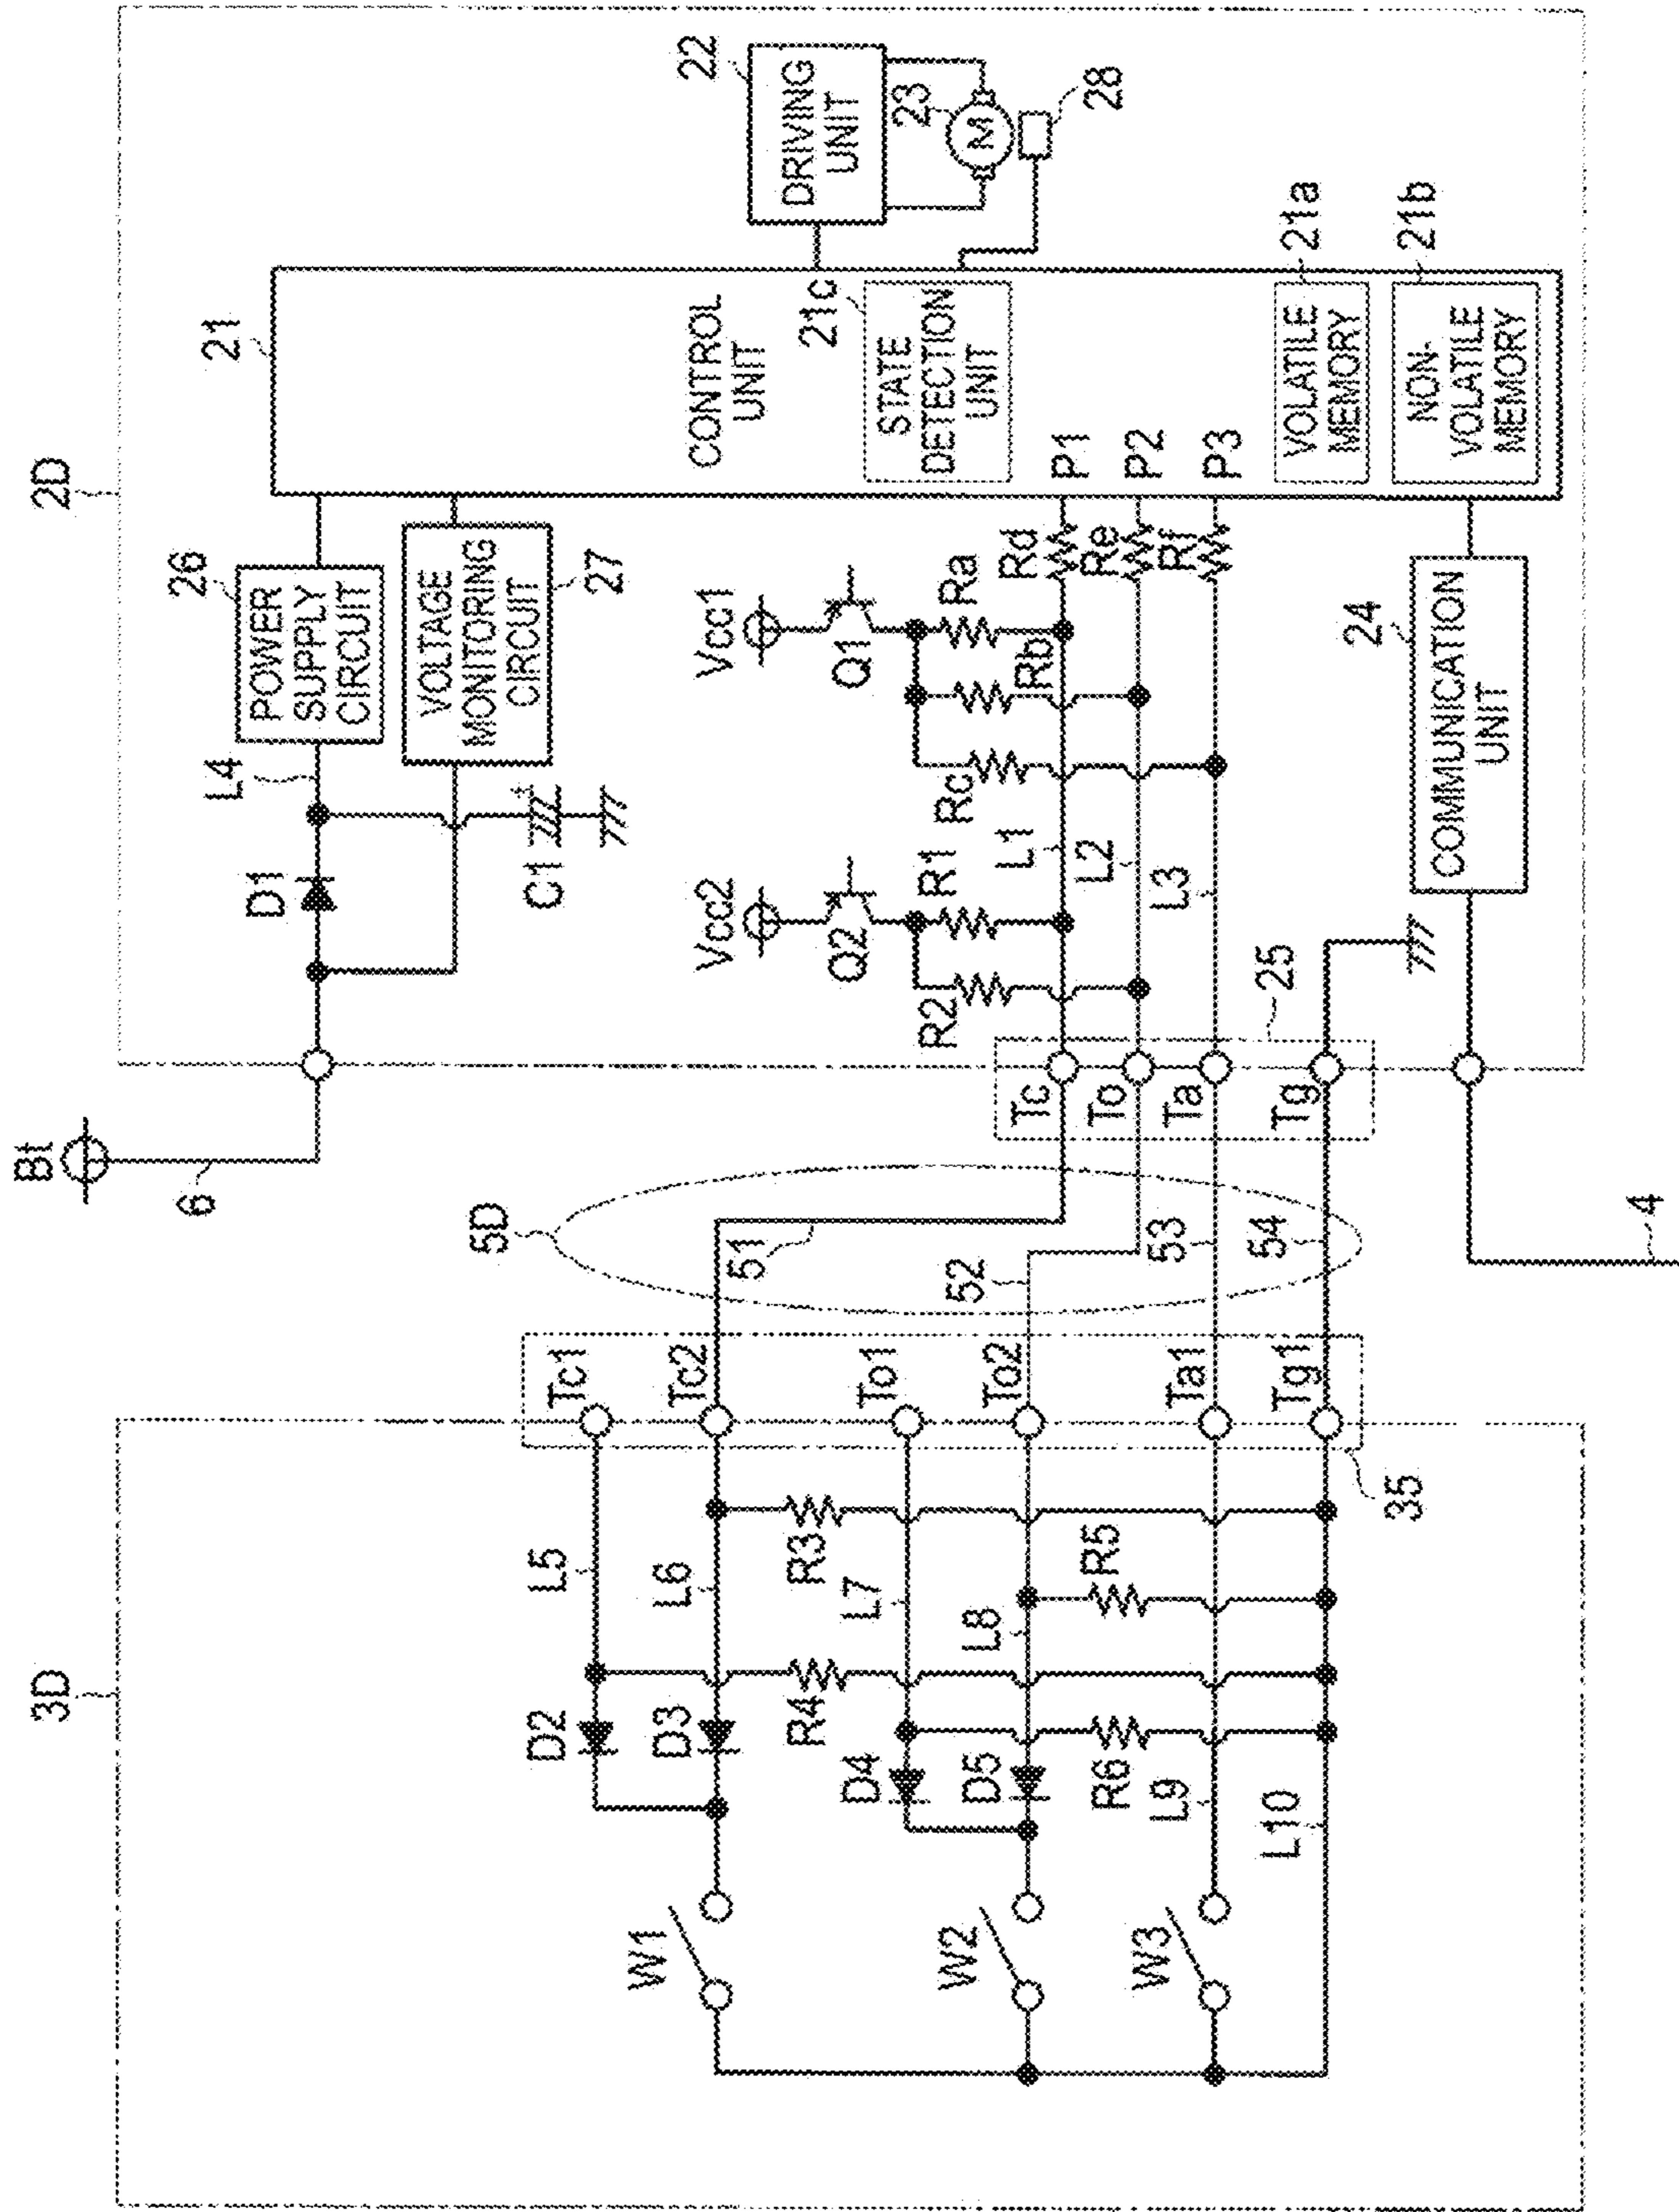 3D
W1
W2
W3
D2
D3
D4
D5
R4
R6
L9
L10
L5
L6
L7
L8
R3
R5
35
Tc1
Tc2
To1
To2
Ta1
Tg1
5D
51
52
53
54
Bt
6
4
2D
Tc
To
Ta
Tg
25
D1
L4
C1
+
26
POWER
SUPPLY
CIRCUIT
VOLTAGE
MONITORING
CIRCUIT
27
Vcc2
Q2
R1
R2
Vcc1
Q1
Ra
Rb
Rc
L1
L2
L3
Rd
Re
Rf
24
COMMUNICATION
UNIT
21
CONTROL
UNIT
21c
STATE
DETECTION
UNIT
P1
P2
P3
VOLATILE
MEMORY
21a
NON-
VOLATILE
MEMORY
21b
22
DRIVING
UNIT
23
M
28